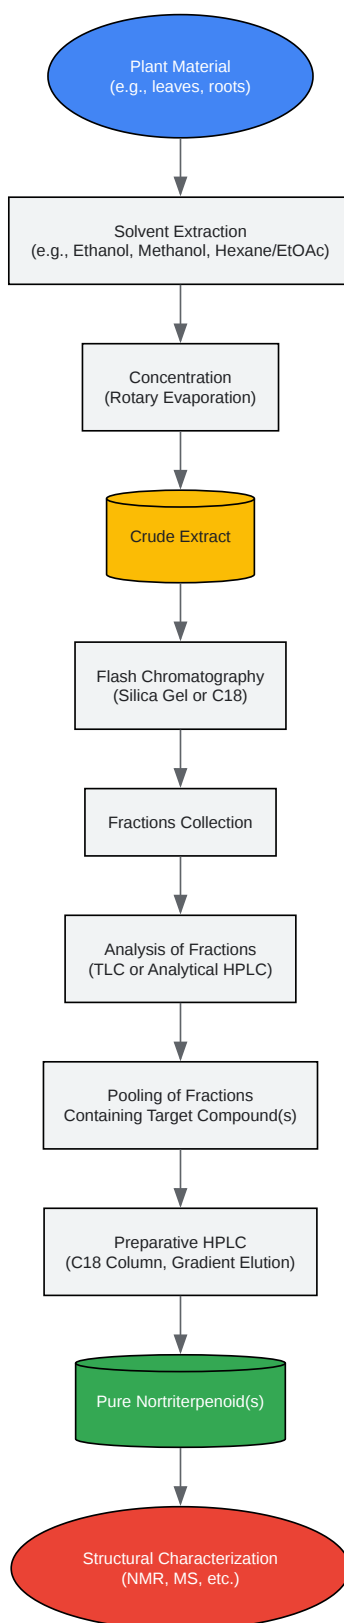 Plant Material
(e.g., leaves, roots)
Solvent Extraction
(e.g., Ethanol, Methanol, Hexane/EtOAc)
Concentration
(Rotary Evaporation)
Crude Extract
Flash Chromatography
(Silica Gel or C18)
Fractions Collection
Analysis of Fractions
(TLC or Analytical HPLC)
Pooling of Fractions
Containing Target Compound(s)
Preparative HPLC
(C18 Column, Gradient Elution)
Pure Nortriterpenoid(s)
Structural Characterization
(NMR, MS, etc.)